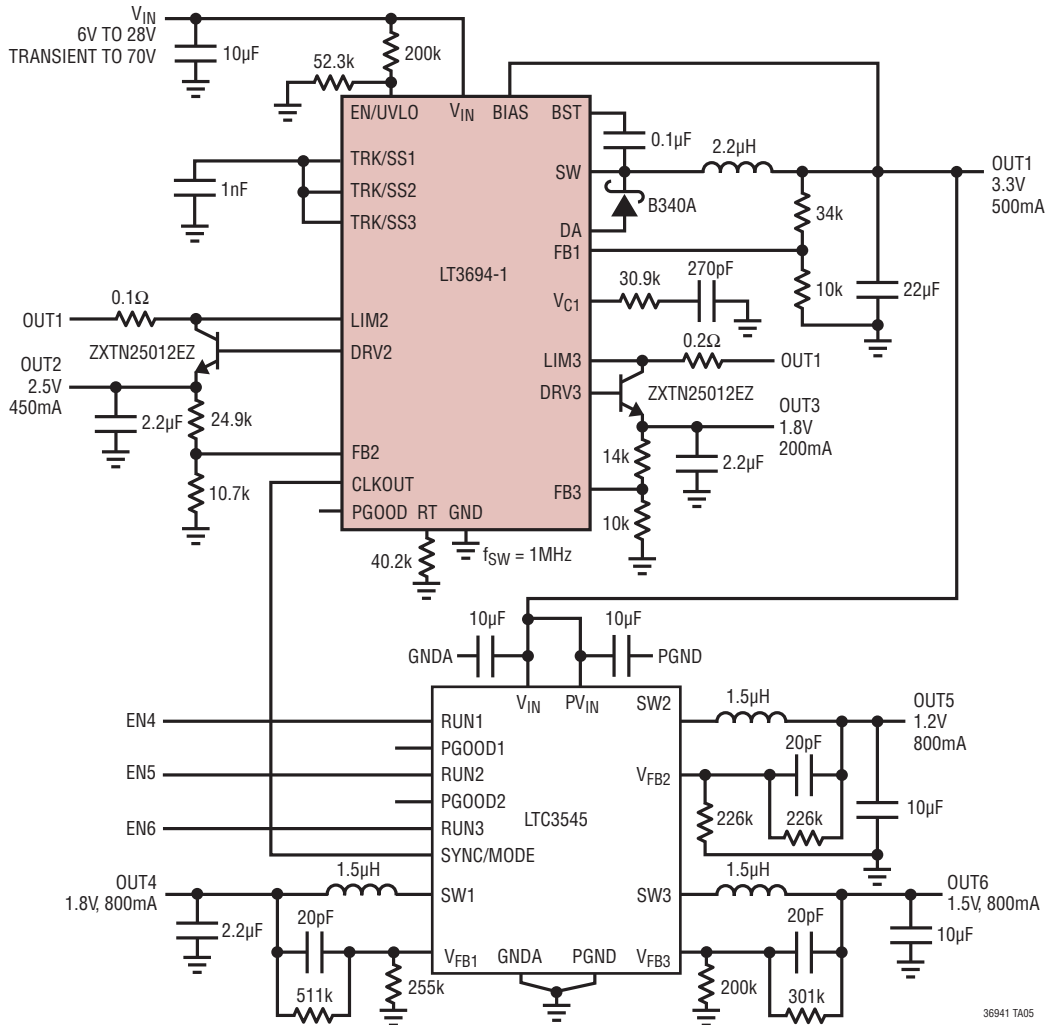 V_IN
6V TO 28V
TRANSIENT TO 70V
10µF
200k
52.3k
EN/UVLO
V_IN
BIAS
BST
0.1µF
2.2µH
TRK/SS1
SW
OUT1
3.3V
500mA
1nF
TRK/SS2
B340A
34k
TRK/SS3
DA
FB1
LT3694-1
30.9k
270pF
10k
22µF
V_C1
0.1Ω
OUT1
LIM2
0.2Ω
LIM3
OUT1
ZXTN25012EZ
DRV2
OUT2
2.5V
450mA
DRV3
ZXTN25012EZ
OUT3
1.8V
200mA
2.2µF
24.9k
14k
2.2µF
FB2
CLKOUT
FB3
10.7k
10k
PGOOD
RT
GND
40.2k
f_SW = 1MHz
10µF
10µF
GNDA
PGND
V_IN
PV_IN
SW2
1.5µH
OUT5
1.2V
800mA
EN4
RUN1
PGOOD1
20pF
EN5
RUN2
V_FB2
PGOOD2
LTC3545
226k
226k
10µF
EN6
RUN3
SYNC/MODE
OUT4
1.8V, 800mA
1.5µH
SW1
SW3
1.5µH
OUT6
1.5V, 800mA
2.2µF
20pF
20pF
10µF
V_FB1
GNDA
PGND
V_FB3
511k
255k
200k
301k
36941 TA05